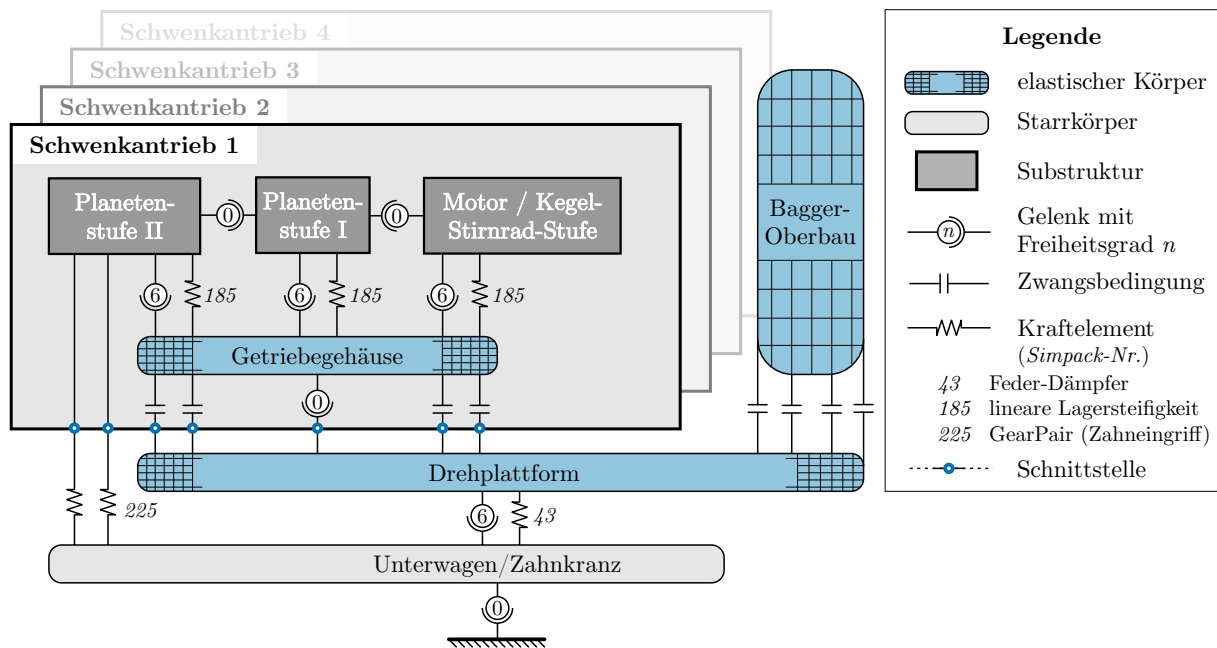 Schwenkantrieb 4
Schwenkantrieb 3
Schwenkantrieb 2
Schwenkantrieb 1
Planeten-
stufe II
0
Planeten-
stufe I
0
Motor / Kegel-
Stirnrad-Stufe
6
185
6
185
6
185
Getriebegehäuse
0
Bagger-
Oberbau
Drehplattform
225
6
43
Unterwagen/Zahnkranz
0
Legende
elastischer Körper
Starrkörper
Substruktur
n
Gelenk mit
Freiheitsgrad n
Zwangsbedingung
Kraftelement
(Simpack-Nr.)
43 Feder-Dämpfer
185 lineare Lagersteifigkeit
225 GearPair (Zahneingriff)
Schnittstelle